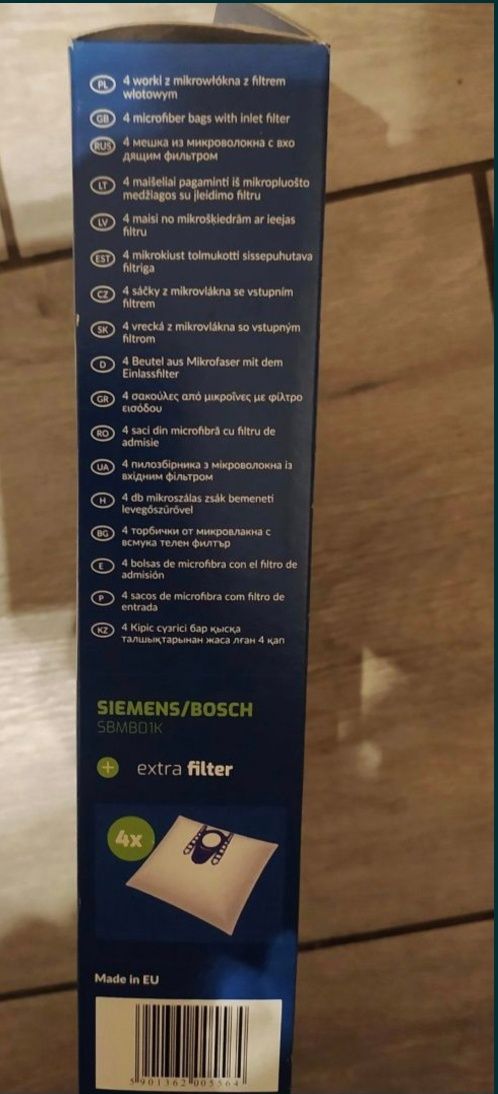 PL 4 worki z mikrowłókna z filtrem
wlotowym
GB 4 microfiber bags with inlet filter
RUS 4 мешка из микроволокна с вхо
дящим фильтром
LT 4 maišeliai pagaminti iš mikropluošto
medžiagos su įleidimo filtru
LV 4 maisi no mikrošķiedrām ar ieejas
filtru
EST 4 mikrokiust tolmukotti sissepuhutava
filtriga
CZ 4 sáčky z mikrovlákna se vstupním
filtrem
SK 4 vrecká z mikrovlákna so vstupným
filtrom
D 4 Beutel aus Mikrofaser mit dem
Einlassfilter
GR 4 σακούλες από μικροΐνες με φίλτρο
εισόδου
RO 4 saci din microfibră cu filtru de
admisie
UA 4 пилозбірника з мікроволокна із
вхідним фільтром
H 4 db mikroszálas zsák bemeneti
levegőszűrővel
BG 4 торбички от микровлакна с
всмука телен филтър
E 4 bolsas de microfibra con el filtro de
admisión
P 4 sacos de microfibra com filtro de
entrada
KZ 4 Кіріс сүзгісі бар қысқа
талшықтарынан жаса лған 4 қап
SIEMENS/BOSCH
SBMB01K
+ extra filter
4x
Made in EU
5 901362 005564